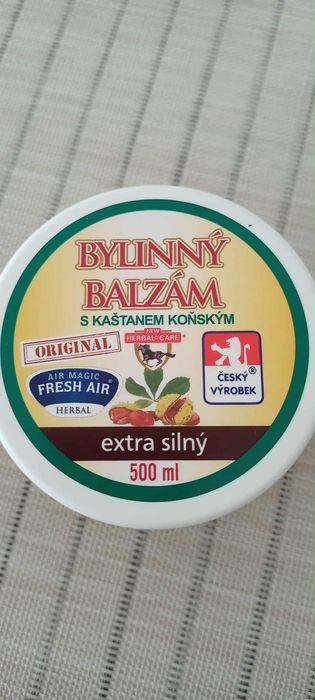 BYLINNÝ
BALZÁM
S KAŠTANEM KOŇSKÝM
NEW
HERBAL CARE
ORIGINAL
AIR MAGIC
FRESH AIR®
HERBAL
ČESKÝ®
VÝROBEK
extra silný
500 ml